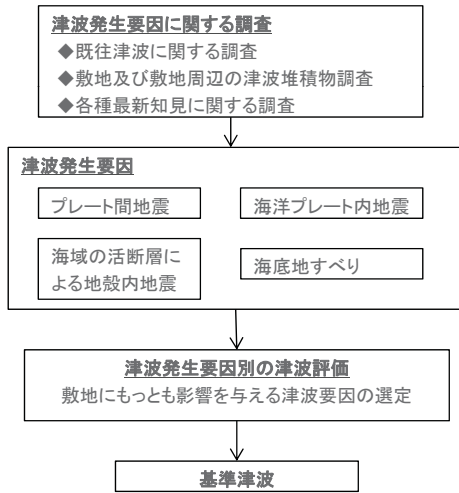 津波発生要因に関する調査
◆既往津波に関する調査
◆敷地及び敷地周辺の津波堆積物調査
◆各種最新知見に関する調査
津波発生要因
プレート間地震
海洋プレート内地震
海域の活断層に
よる地殻内地震
海底地すべり
津波発生要因別の津波評価
敷地にもっとも影響を与える津波要因の選定
基準津波